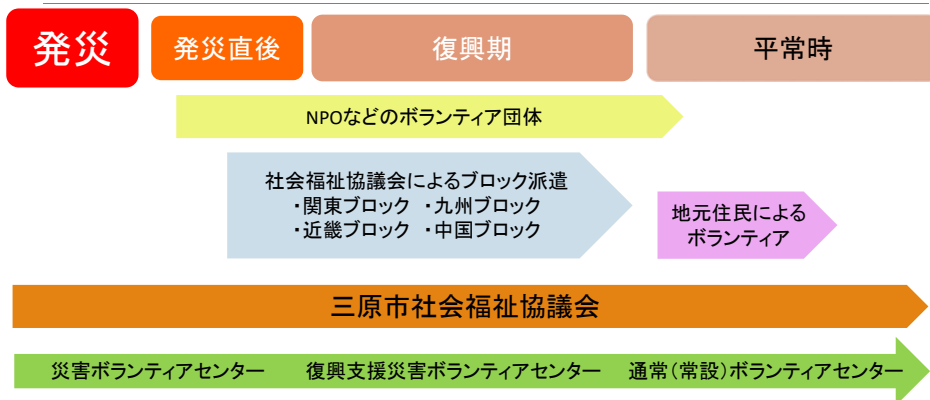 発災
発災直後
復興期
平常時
NPOなどのボランティア団体
社会福祉協議会によるブロック派遣
・関東ブロック ・九州ブロック
・近畿ブロック ・中国ブロック
地元住民による
ボランティア
三原市社会福祉協議会
災害ボランティアセンター
復興支援災害ボランティアセンター
通常(常設)ボランティアセンター